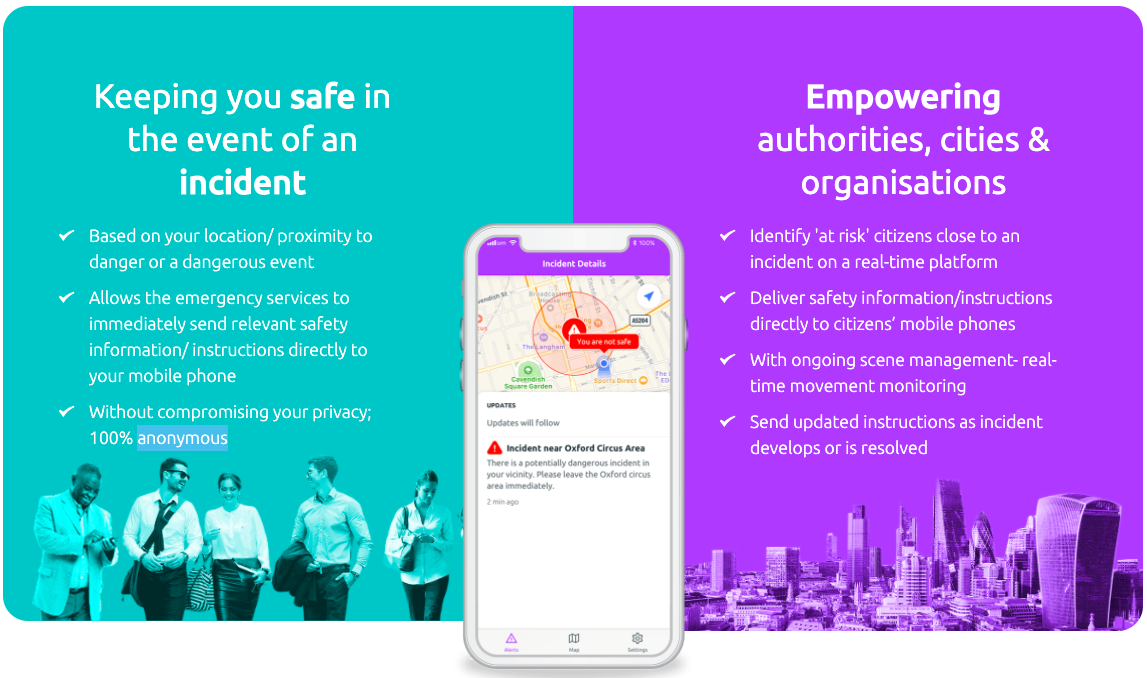 Keeping you safe in
the event of an
incident
Based on your location/ proximity to
danger or a dangerous event
Allows the emergency services to
immediately send relevant safety
information/ instructions directly to
your mobile phone
Without compromising your privacy;
100% anonymous
Empowering
authorities, cities &
organisations
Identify 'at risk' citizens close to an
incident on a real-time platform
Deliver safety information/instructions
directly to citizens’ mobile phones
With ongoing scene management- real-
time movement monitoring
Send updated instructions as incident
develops or is resolved
100%
Incident Details
Broadcasting
House
A5204
The Langham
You are not safe
Cavendish
Square Garden
Sports Direct
UPDATES
Updates will follow
Incident near Oxford Circus Area
There is a potentially dangerous incident in
your vicinity. Please leave the Oxford circus
area immediately.
2 min ago
Alerts
Map
Settings